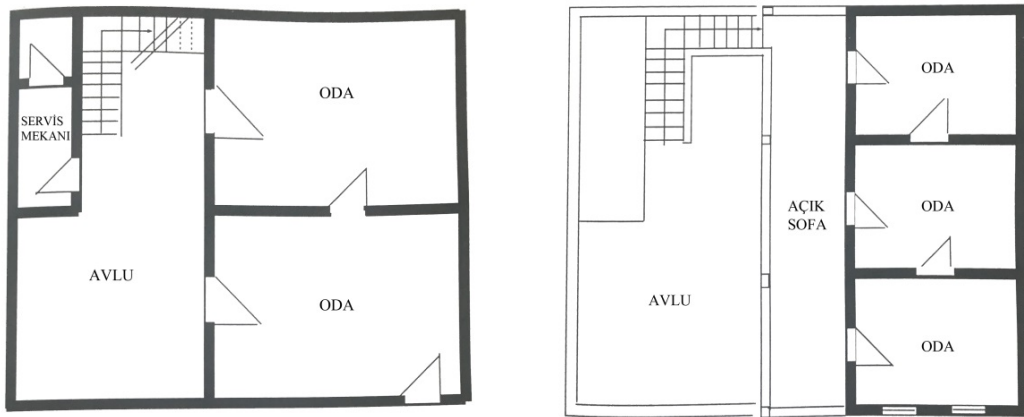 ODA
SERVİS
MEKANI
AVLU
ODA
ODA
ODA
AÇIK
SOFA
AVLU
ODA